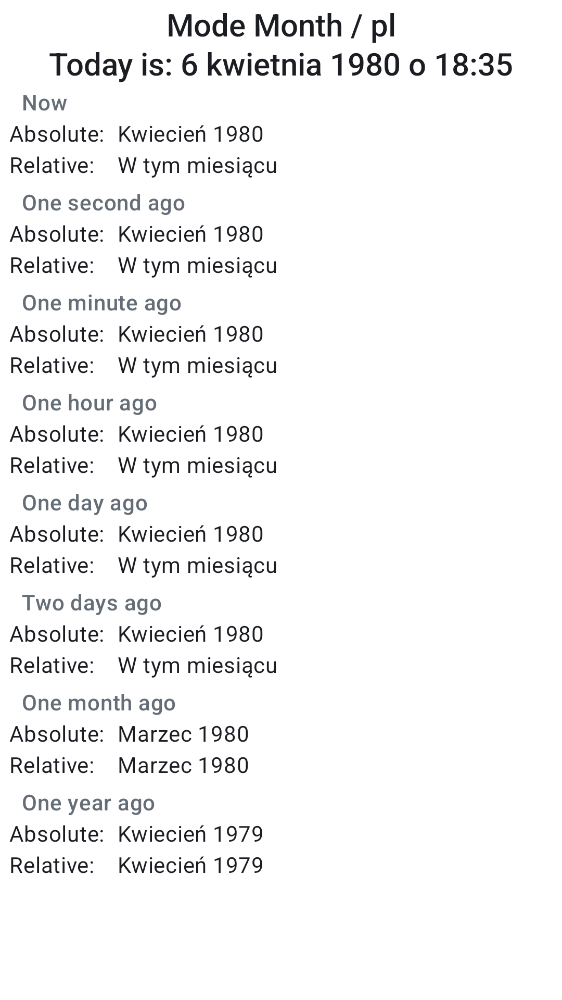 Mode Month / pl
Today is: 6 kwietnia 1980 o 18:35
Now
Absolute: Kwiecień 1980
Relative: W tym miesiącu
One second ago
Absolute: Kwiecień 1980
Relative: W tym miesiącu
One minute ago
Absolute: Kwiecień 1980
Relative: W tym miesiącu
One hour ago
Absolute: Kwiecień 1980
Relative: W tym miesiącu
One day ago
Absolute: Kwiecień 1980
Relative: W tym miesiącu
Two days ago
Absolute: Kwiecień 1980
Relative: W tym miesiącu
One month ago
Absolute: Marzec 1980
Relative: Marzec 1980
One year ago
Absolute: Kwiecień 1979
Relative: Kwiecień 1979